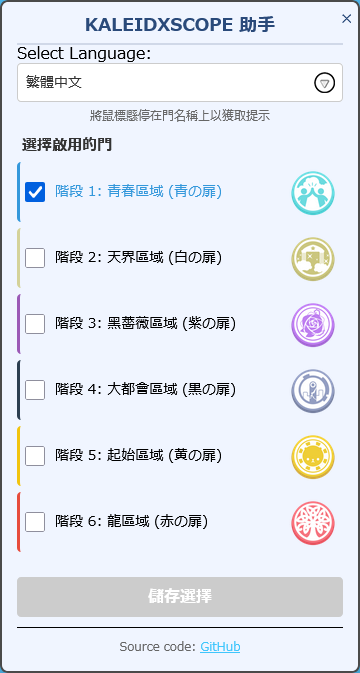 ×
KALEIDXSCOPE 助手
Select Language:
繁體中文
將鼠標懸停在門名稱上以獲取提示
選擇啟用的門
階段 1: 青春區域 (青の扉)
階段 2: 天界區域 (白の扉)
階段 3: 黑薔薇區域 (紫の扉)
階段 4: 大都會區域 (黒の扉)
階段 5: 起始區域 (黄の扉)
階段 6: 龍區域 (赤の扉)
儲存選擇
Source code: GitHub